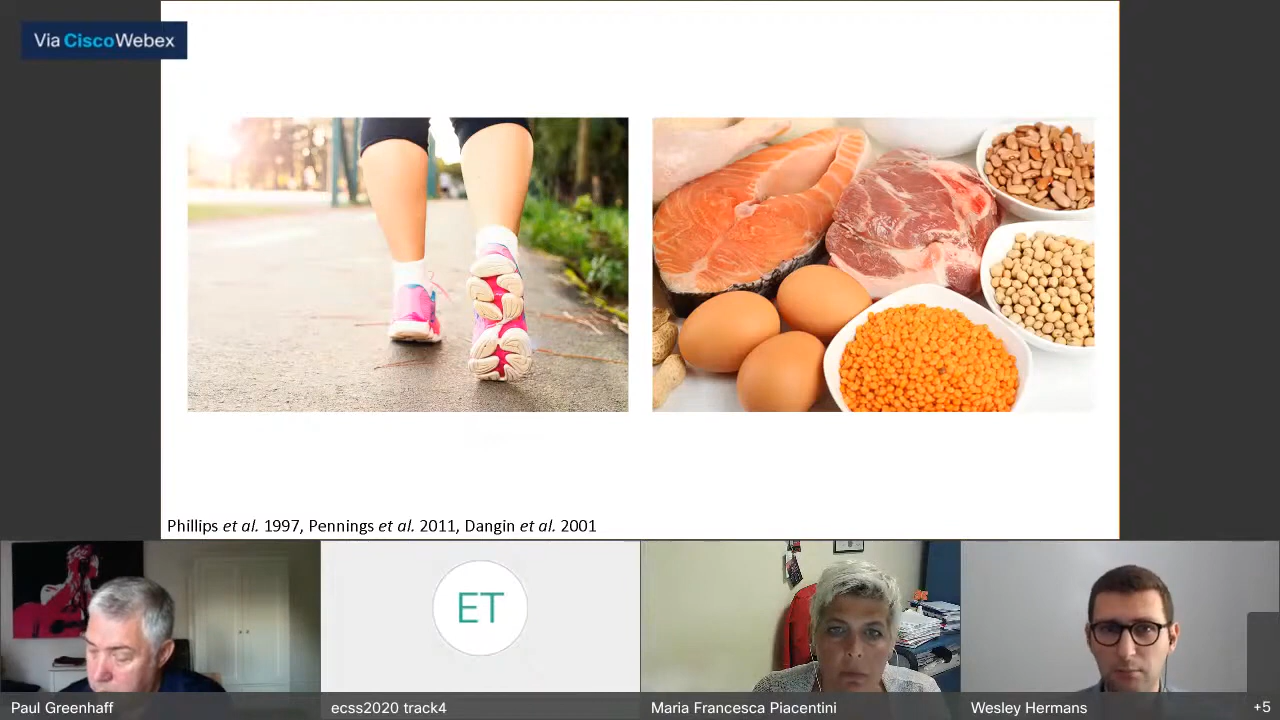 Via CiscoWebex
Phillips et al. 1997, Pennings et al. 2011, Dangin et al. 2001
ET
Paul Greenhaff
ecss2020 track4
Maria Francesca Piacentini
Wesley Hermans
+5